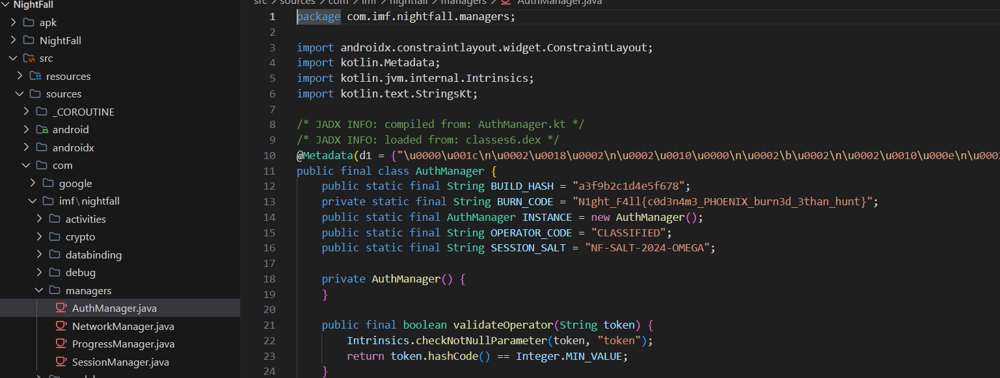 NightFall
apk
NightFall
src
resources
sources
_COROUTINE
android
androidx
com
google
imf\nightfall
activities
crypto
databinding
debug
managers
AuthManager.java
NetworkManager.java
ProgressManager.java
SessionManager.java
src > sources > com > imf > nightfall > managers > AuthManager.java
1 package com.imf.nightfall.managers;
2
3 import androidx.constraintlayout.widget.ConstraintLayout;
4 import kotlin.Metadata;
5 import kotlin.jvm.internal.Intrinsics;
6 import kotlin.text.StringsKt;
7
8 /* JADX INFO: compiled from: AuthManager.kt */
9 /* JADX INFO: loaded from: classes6.dex */
10 @Metadata(d1 = {"\u0000\u001c\n\u0002\u0018\u0002\n\u0002\u0010\u0000\n\u0002\b\u0002\n\u0002\u0010\u000e\n\u000
11 public final class AuthManager {
12 public static final String BUILD_HASH = "a3f9b2c1d4e5f678";
13 private static final String BURN_CODE = "N1ght_F4ll{c0d3n4m3_PHOENIX_burn3d_3than_hunt}";
14 public static final AuthManager INSTANCE = new AuthManager();
15 public static final String OPERATOR_CODE = "CLASSIFIED";
16 public static final String SESSION_SALT = "NF-SALT-2024-OMEGA";
17
18 private AuthManager() {
19 }
20
21 public final boolean validateOperator(String token) {
22 Intrinsics.checkNotNullParameter(token, "token");
23 return token.hashCode() == Integer.MIN_VALUE;
24 }